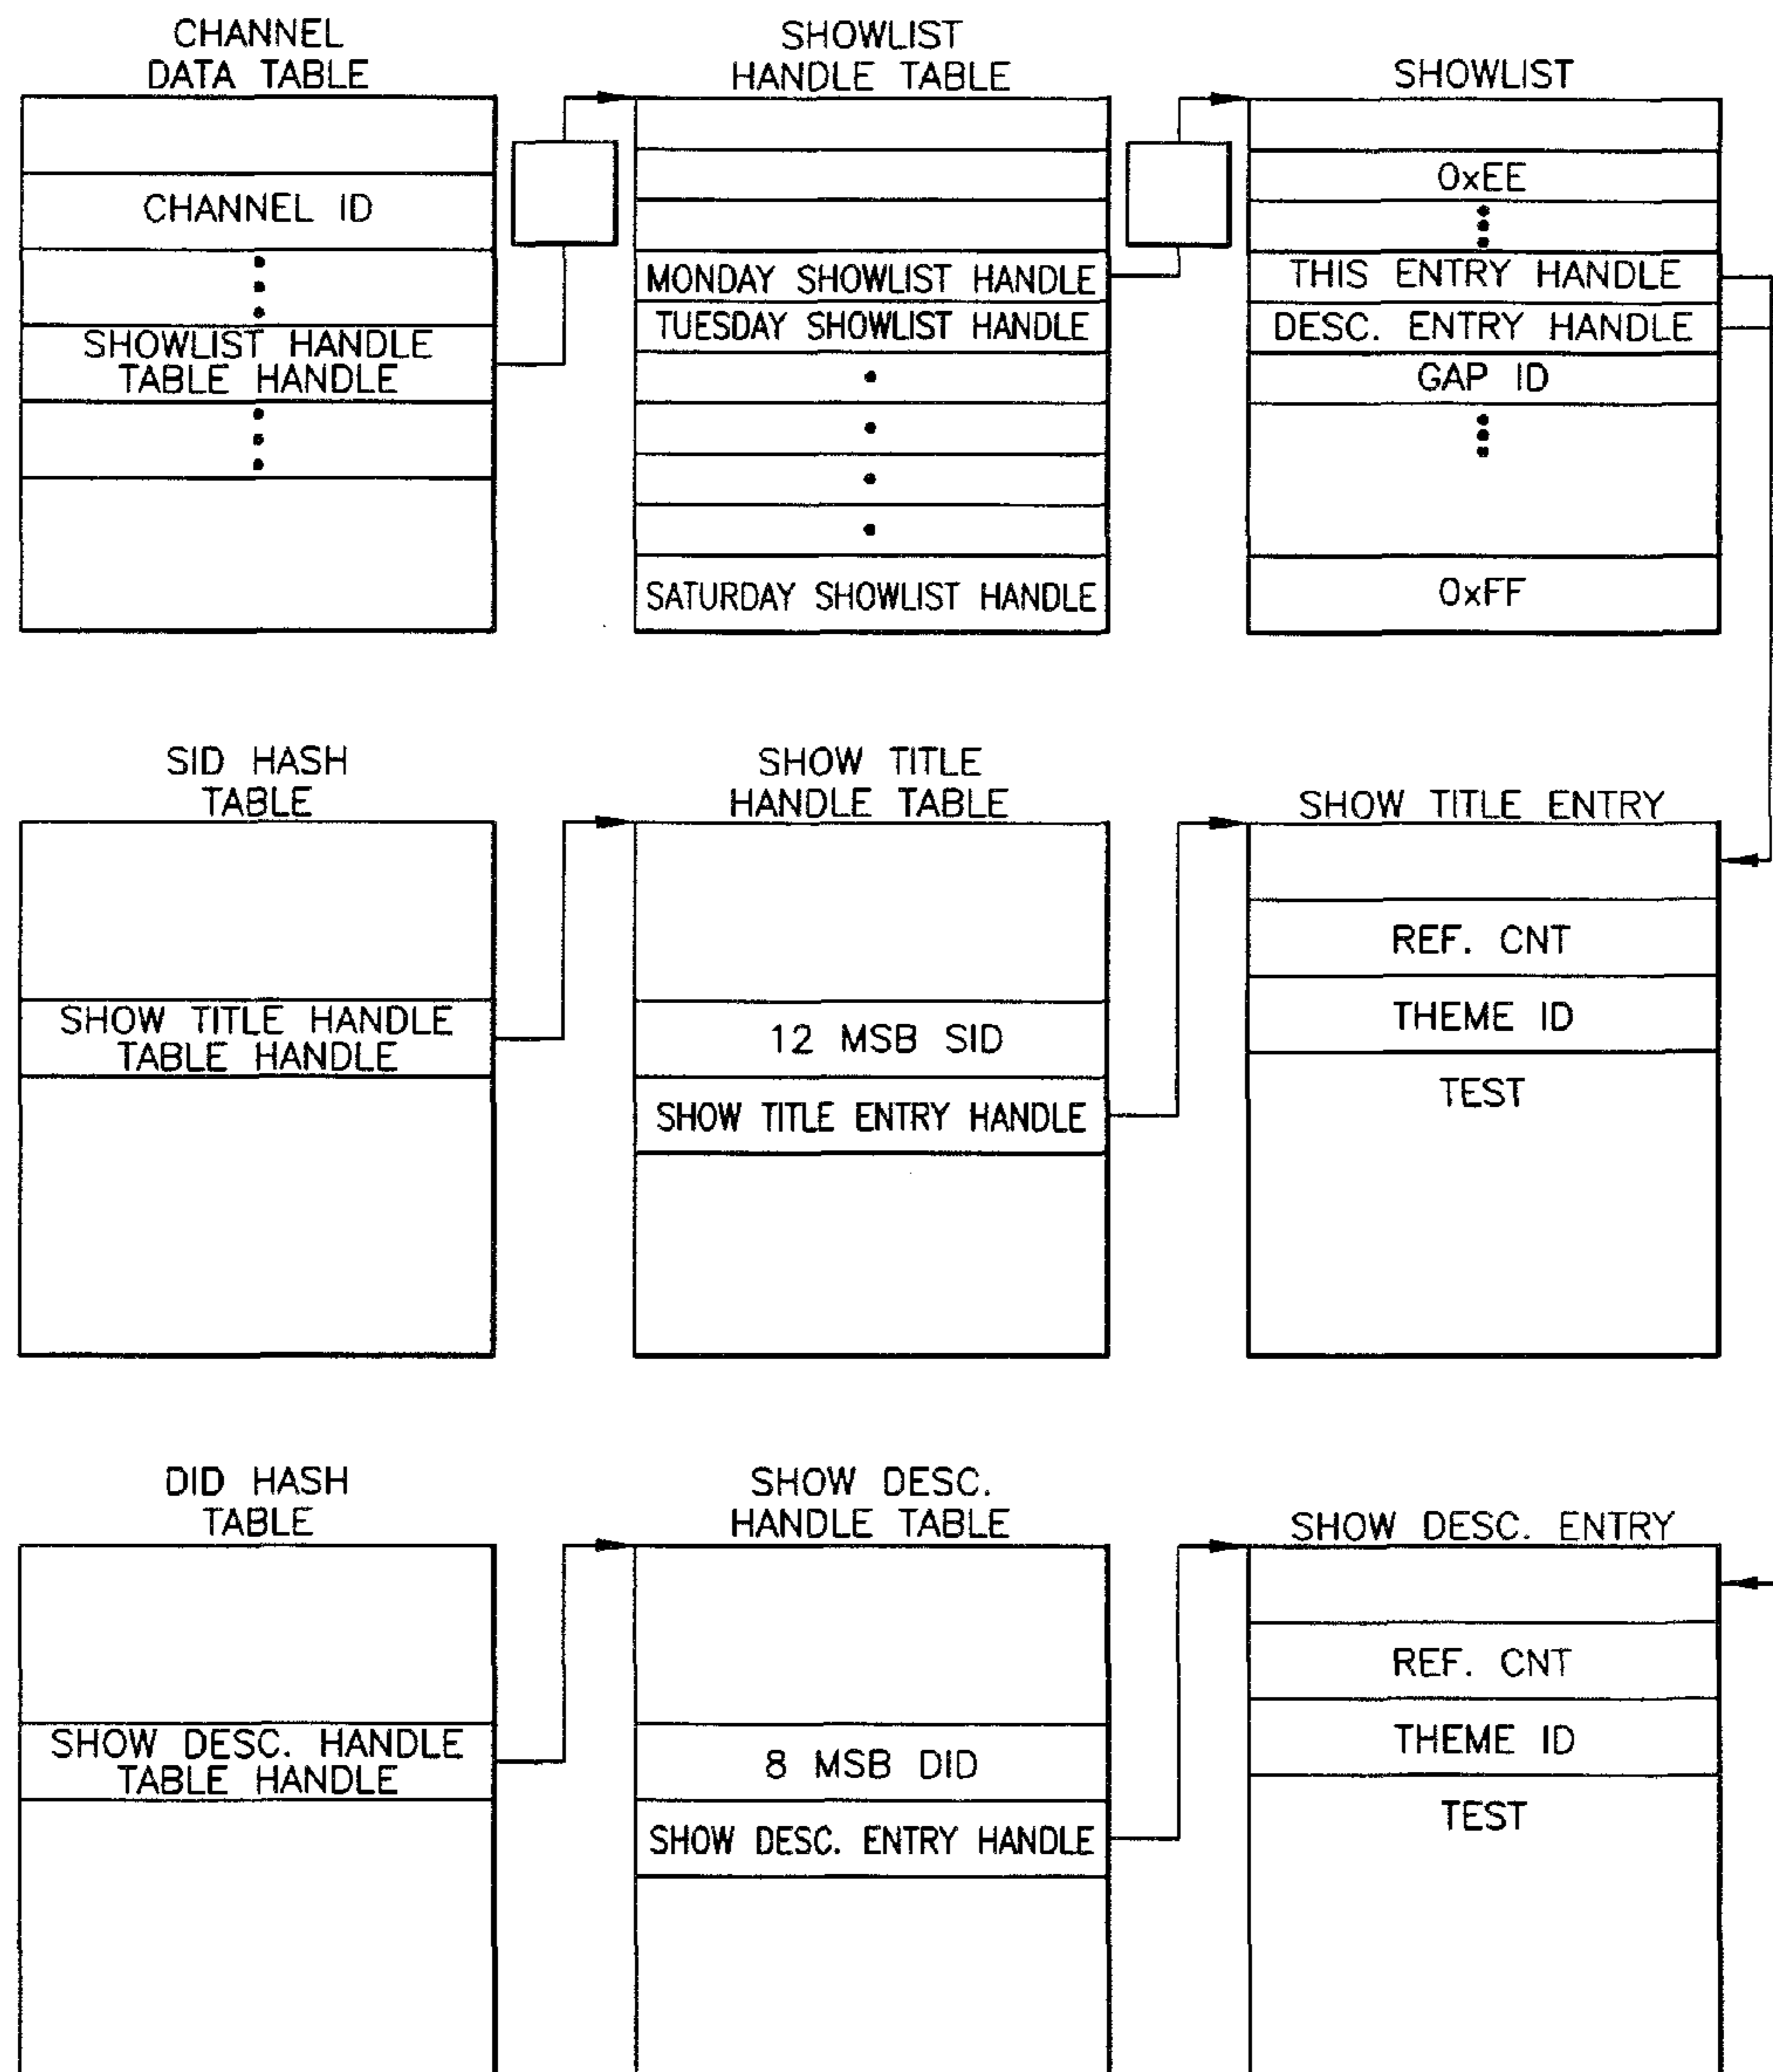 CHANNEL
DATA TABLE
CHANNEL ID
SHOWLIST HANDLE
TABLE HANDLE
SHOWLIST
HANDLE TABLE
MONDAY SHOWLIST HANDLE
TUESDAY SHOWLIST HANDLE
SATURDAY SHOWLIST HANDLE
SHOWLIST
0xEE
THIS ENTRY HANDLE
DESC. ENTRY HANDLE
GAP ID
0xFF
SID HASH
TABLE
SHOW TITLE HANDLE
TABLE HANDLE
SHOW TITLE
HANDLE TABLE
12 MSB SID
SHOW TITLE ENTRY HANDLE
SHOW TITLE ENTRY
REF. CNT
THEME ID
TEST
DID HASH
TABLE
SHOW DESC. HANDLE
TABLE HANDLE
SHOW DESC.
HANDLE TABLE
8 MSB DID
SHOW DESC. ENTRY HANDLE
SHOW DESC. ENTRY
REF. CNT
THEME ID
TEST